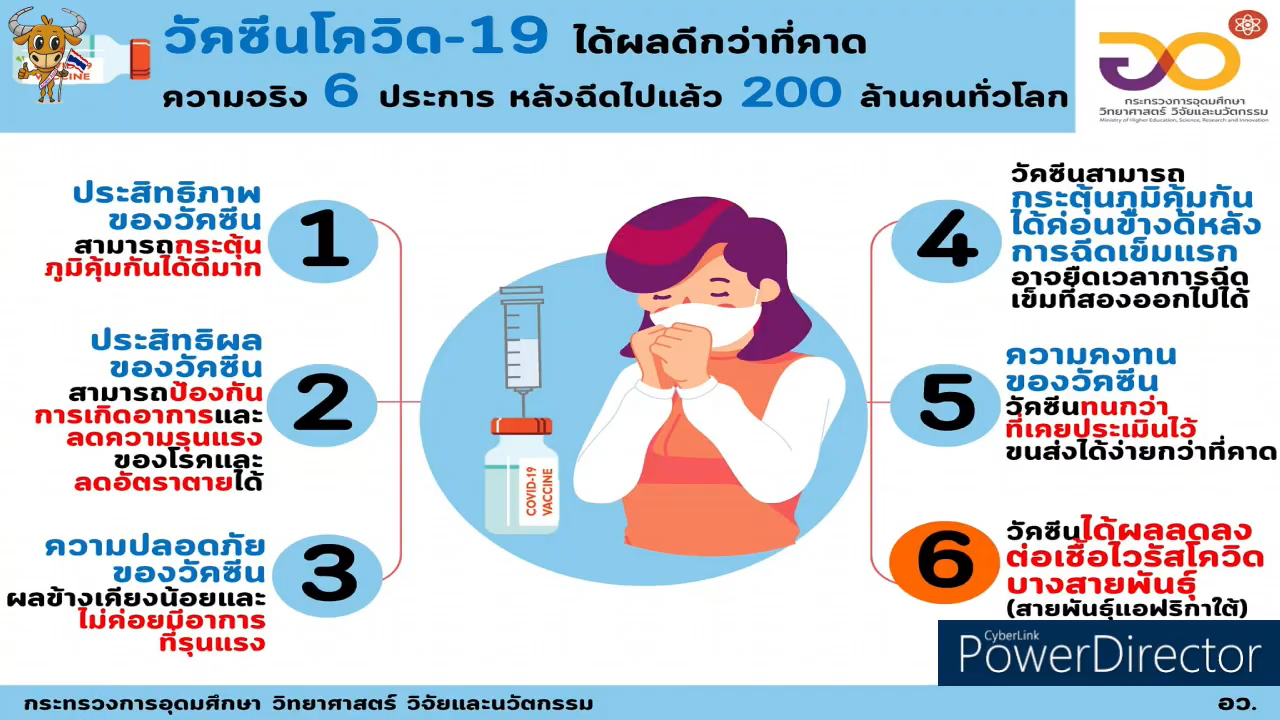 วัคซีนโควิด-19 ได้ผลดีกว่าที่คาด
ความจริง 6 ประการ หลังฉีดไปแล้ว 200 ล้านคนทั่วโลก
กระทรวงการอุดมศึกษา
วิทยาศาสตร์ วิจัยและนวัตกรรม
Ministry of Higher Education, Science, Research and Innovation
1
ประสิทธิภาพ
ของวัคซีน
สามารถกระตุ้น
ภูมิคุ้มกันได้ดีมาก
2
ประสิทธิผล
ของวัคซีน
สามารถป้องกัน
การเกิดอาการและ
ลดความรุนแรง
ของโรคและ
ลดอัตราตายได้
3
ความปลอดภัย
ของวัคซีน
ผลข้างเคียงน้อยและ
ไม่ค่อยมีอาการ
ที่รุนแรง
COVID-19
VACCINE
4
วัคซีนสามารถ
กระตุ้นภูมิคุ้มกัน
ได้ค่อนข้างดีหลัง
การฉีดเข็มแรก
อาจยืดเวลาการฉีด
เข็มที่สองออกไปได้
5
ความคงทน
ของวัคซีน
วัคซีนทนกว่า
ที่เคยประเมินไว้
ขนส่งได้ง่ายกว่าที่คาด
6
วัคซีนได้ผลลดลง
ต่อเชื้อไวรัสโควิด
บางสายพันธุ์
(สายพันธุ์แอฟริกาใต้)
CyberLink
PowerDirector
กระทรวงการอุดมศึกษา วิทยาศาสตร์ วิจัยและนวัตกรรม
อว.